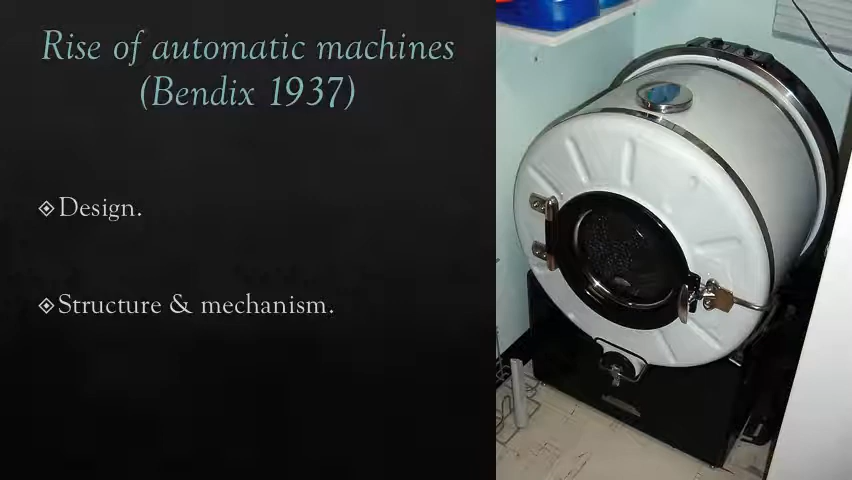 Rise of automatic machines
(Bendix 1937)
Design.
Structure & mechanism.